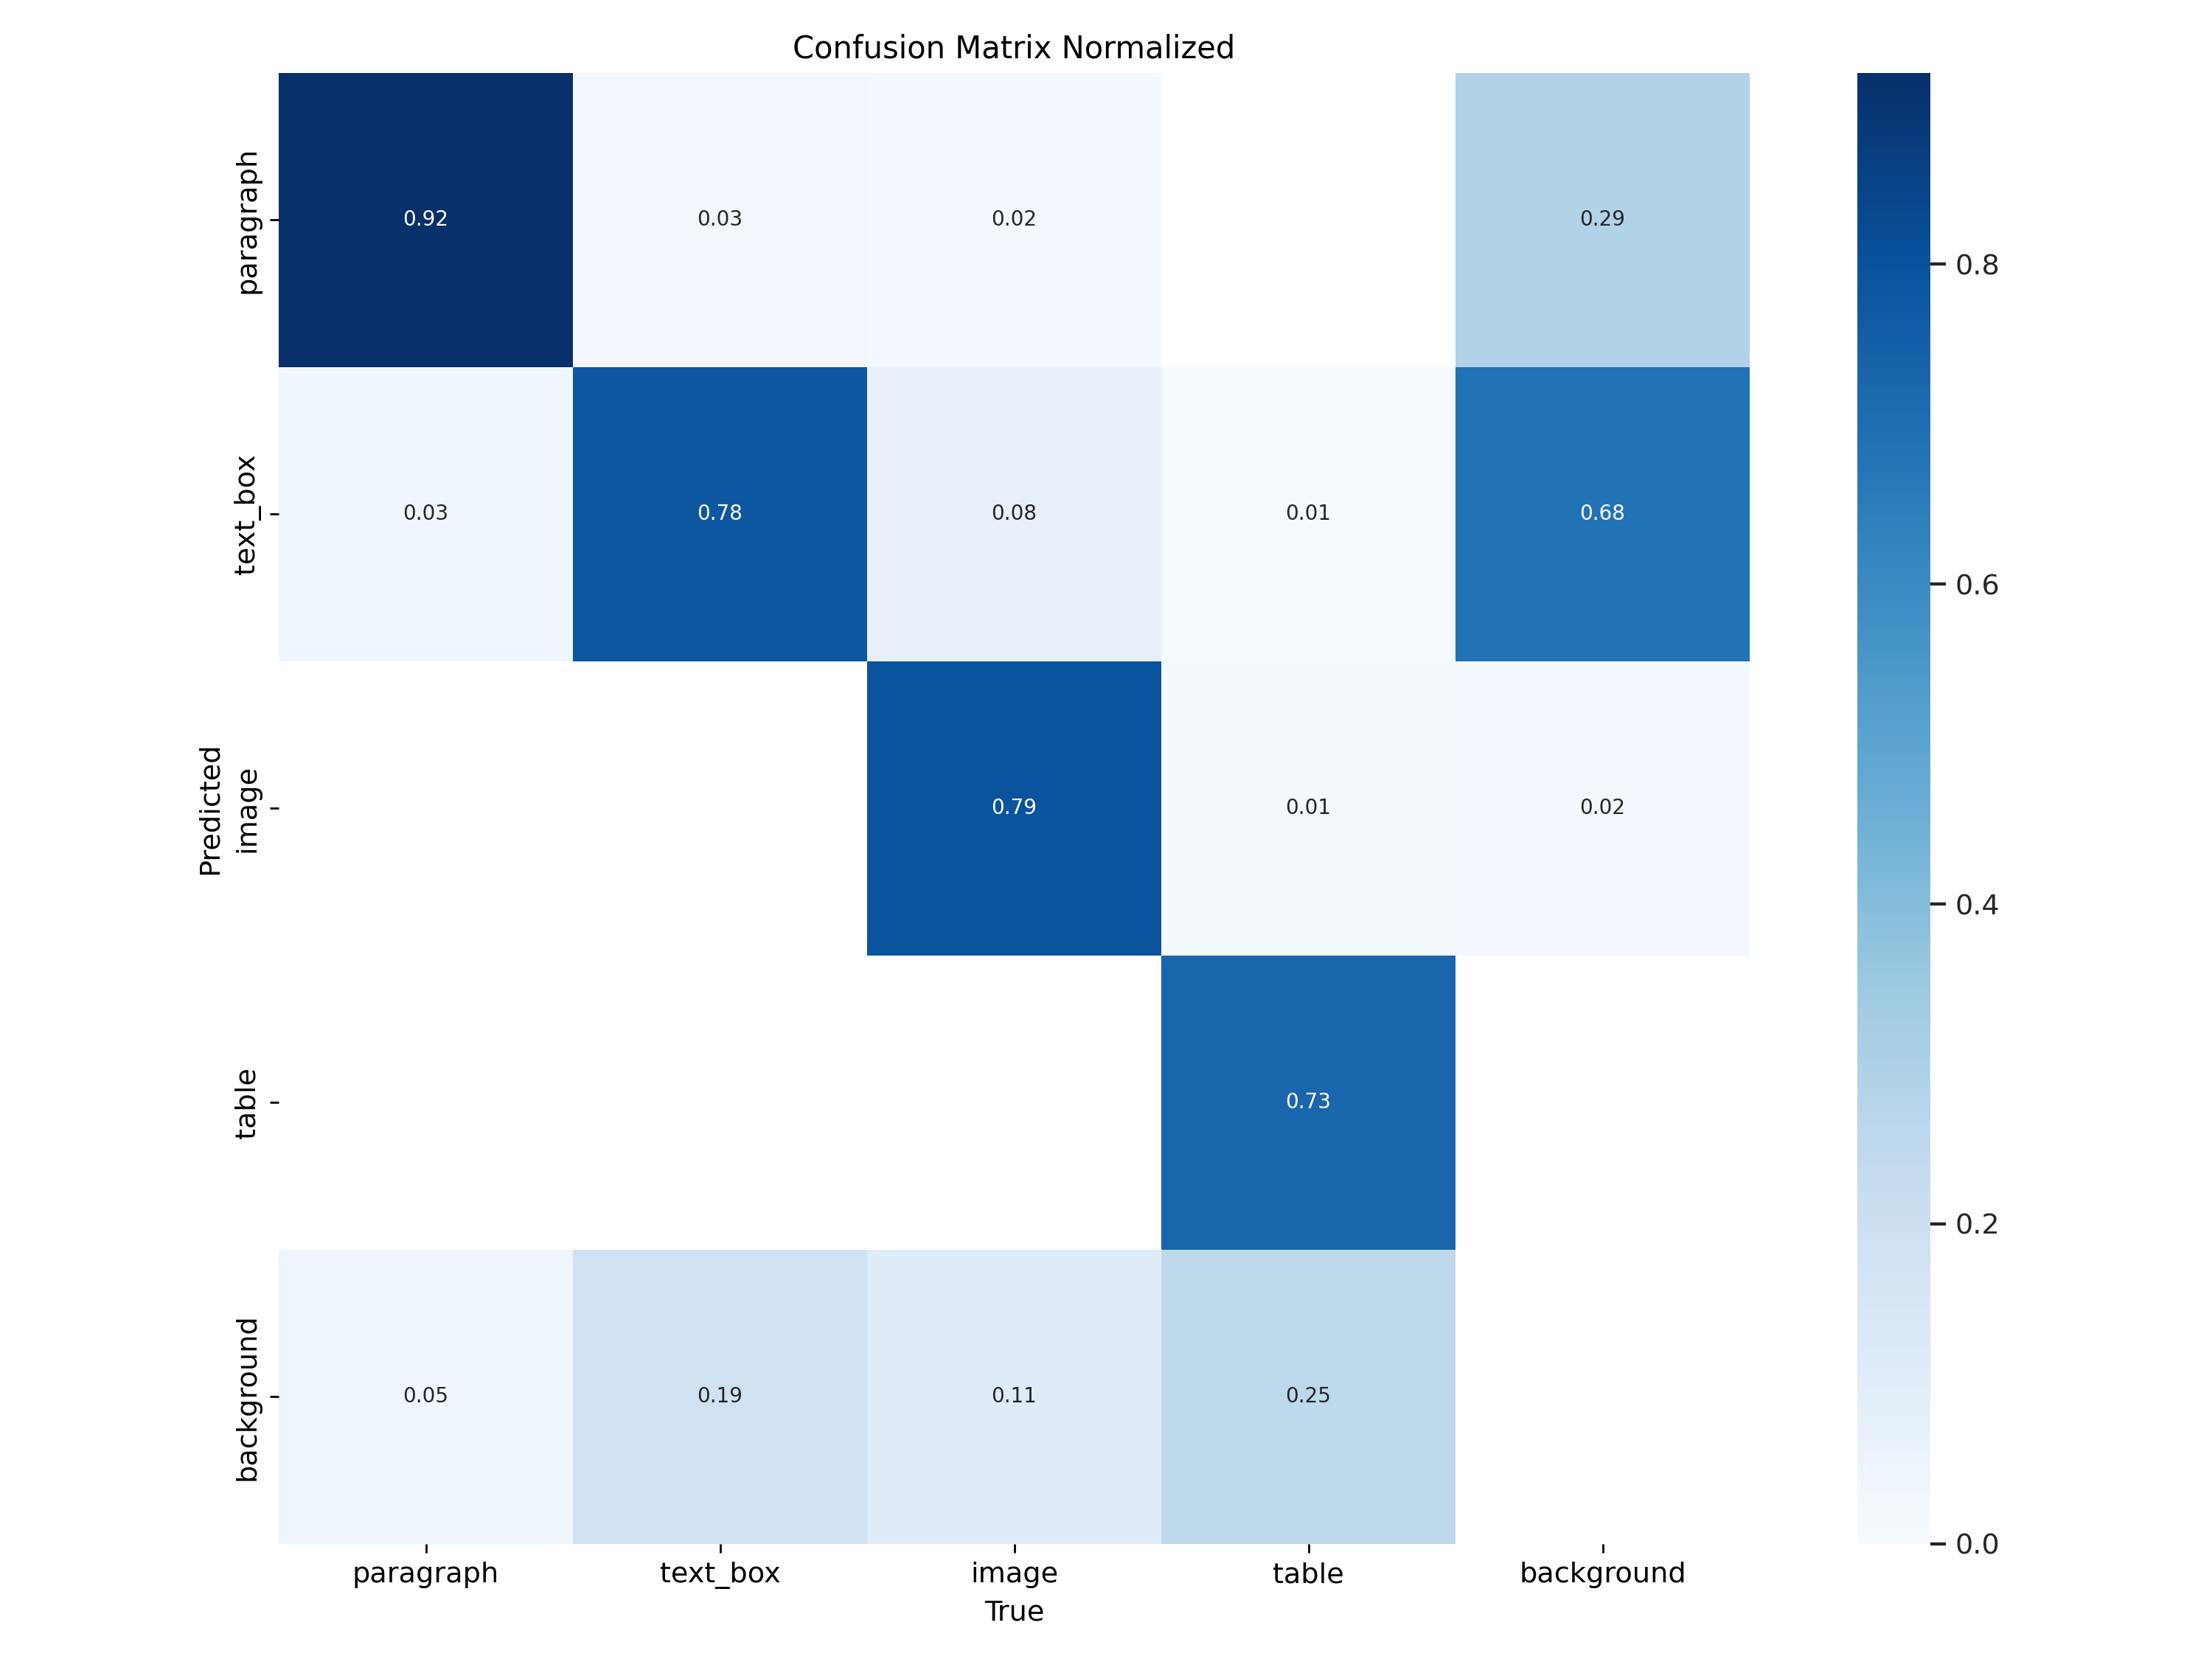 Confusion Matrix Normalized
paragraph
0.92
0.03
0.02
0.29
text_box
0.03
0.78
0.08
0.01
0.68
Predicted
image
0.79
0.01
0.02
table
0.73
background
0.05
0.19
0.11
0.25
paragraph
text_box
image
table
background
True
0.8
0.6
0.4
0.2
0.0